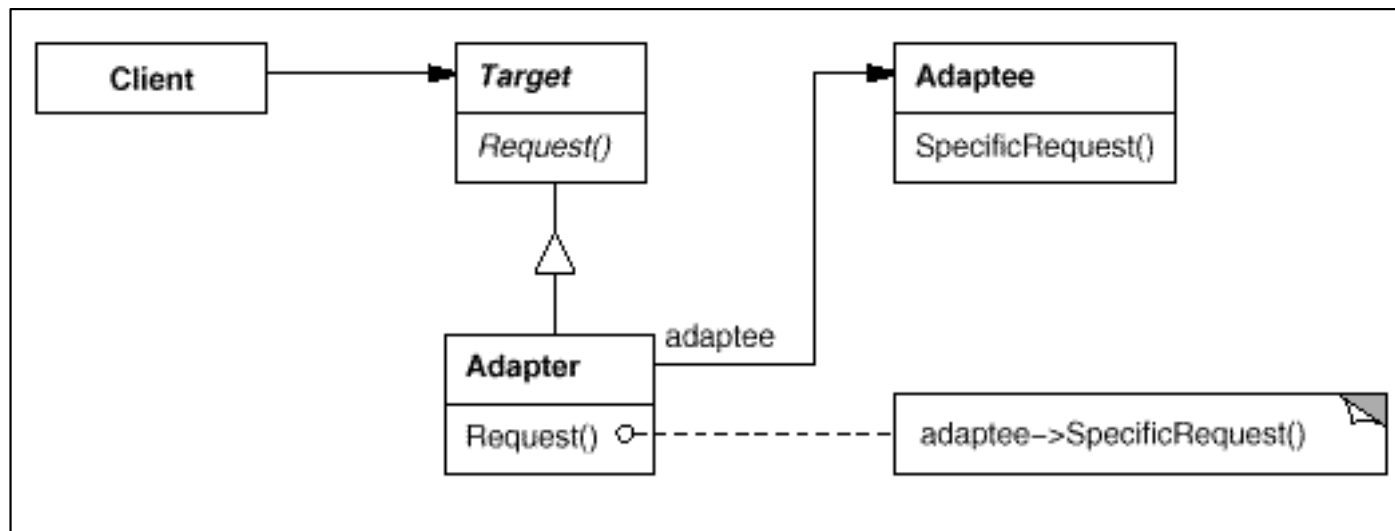 Client
Target
Request()
Adaptee
SpecificRequest()
adaptee
Adapter
Request()
adaptee−>SpecificRequest()